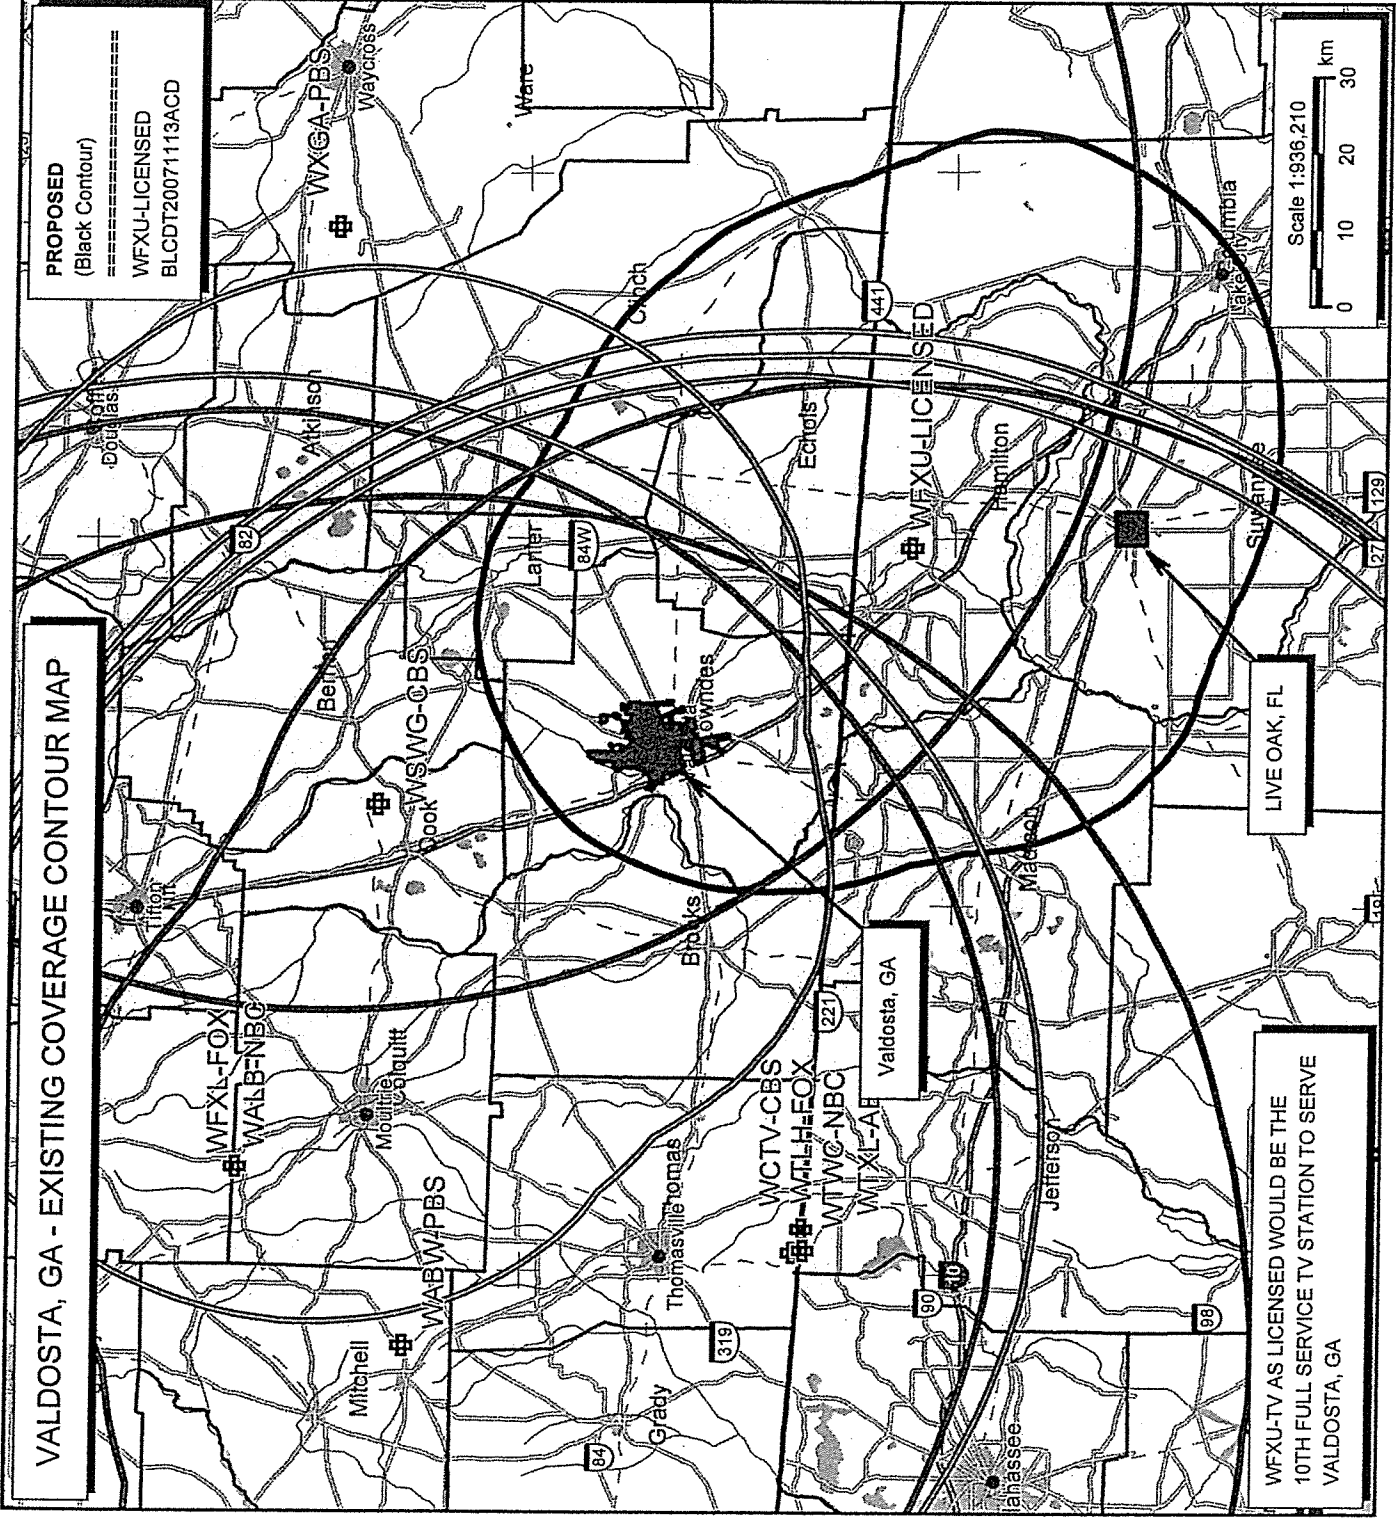 VALDOSTA, GA - EXISTING COVERAGE CONTOUR MAP
PROPOSED
(Black Contour)
WFXU-LICENSED
BLCDT20071113ACD
WFXL-FOX
WALB-NBC
Tift
Tifton
82
Douglas
Atkinson
WXGA-PBS
Waycross
Ware
Mitchell
WABW-PBS
Moultrie
Colquitt
Cook
WSWG-CBS
Berrien
Lanier
84W
Clinch
84
Grady
319
Thomasville
Thomas
Brooks
Lowndes
Echols
441
WCTV-CBS
WTLH-FOX
WTWC-NBC
221
Valdosta, GA
WFXU-LICENSED
Hamilton
90
10
98
Jefferson
Madison
Suwannee
129
27
Lake City
Columbia
LIVE OAK, FL
WFXU-TV AS LICENSED WOULD BE THE
10TH FULL SERVICE TV STATION TO SERVE
VALDOSTA, GA
Scale 1:936,210
0 10 20 30
km